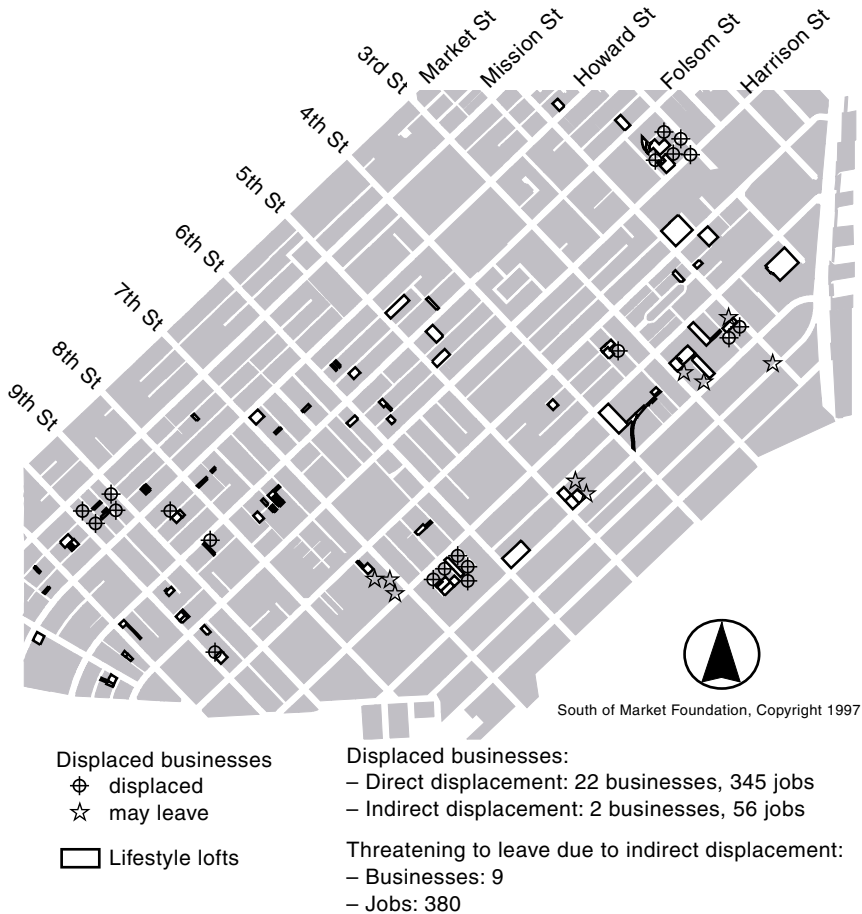 3rd St
Market St
Mission St
Howard St
Folsom St
Harrison St
4th St
5th St
6th St
7th St
8th St
9th St
South of Market Foundation, Copyright 1997
Displaced businesses
displaced
may leave
Lifestyle lofts
Displaced businesses:
– Direct displacement: 22 businesses, 345 jobs
– Indirect displacement: 2 businesses, 56 jobs
Threatening to leave due to indirect displacement:
– Businesses: 9
– Jobs: 380